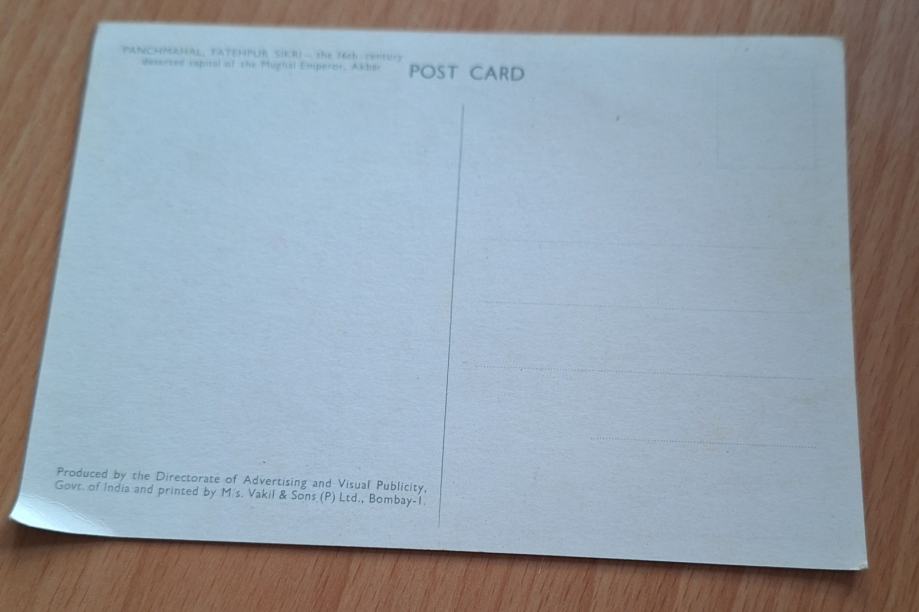 PANCHMAHAL, FATEHPUR SIKRI – the 16th century
deserted capital of the Mughal Emperor, Akbar
POST CARD
Produced by the Directorate of Advertising and Visual Publicity,
Govt. of India and printed by M/s. Vakil & Sons (P) Ltd., Bombay-1.